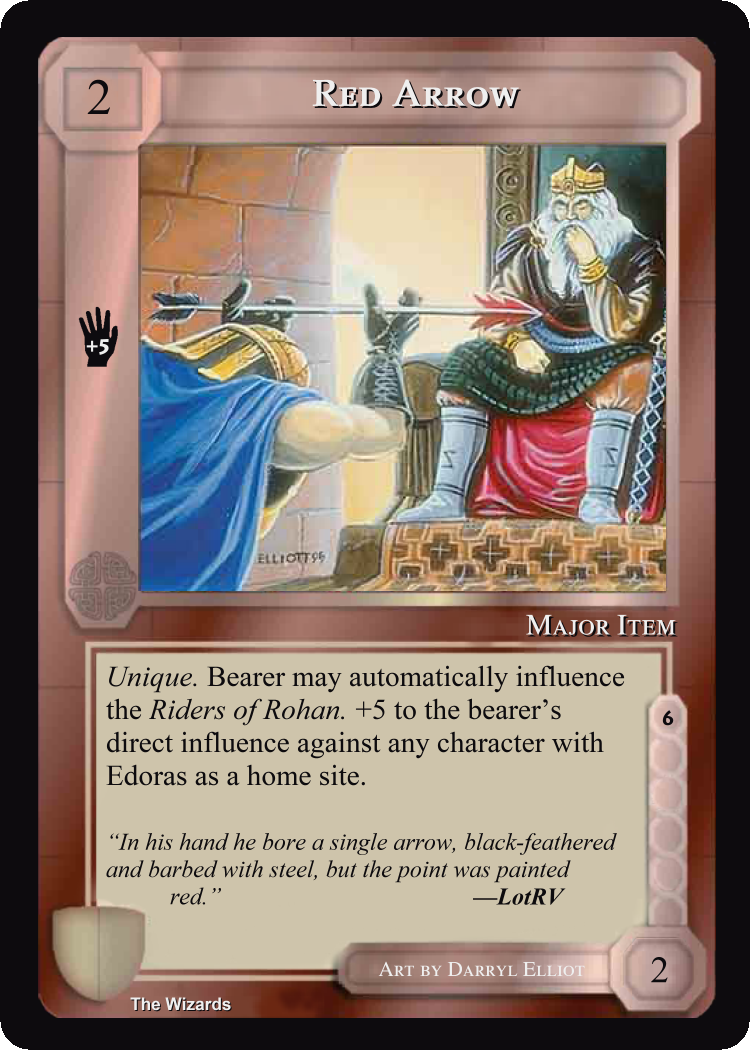 2
RED ARROW
+5
ELLIOTT95
MAJOR ITEM
Unique. Bearer may automatically influence
the Riders of Rohan. +5 to the bearer’s
direct influence against any character with
Edoras as a home site.
6
“In his hand he bore a single arrow, black-feathered
and barbed with steel, but the point was painted
red.” —LotRV
ART BY DARRYL ELLIOT
2
The Wizards